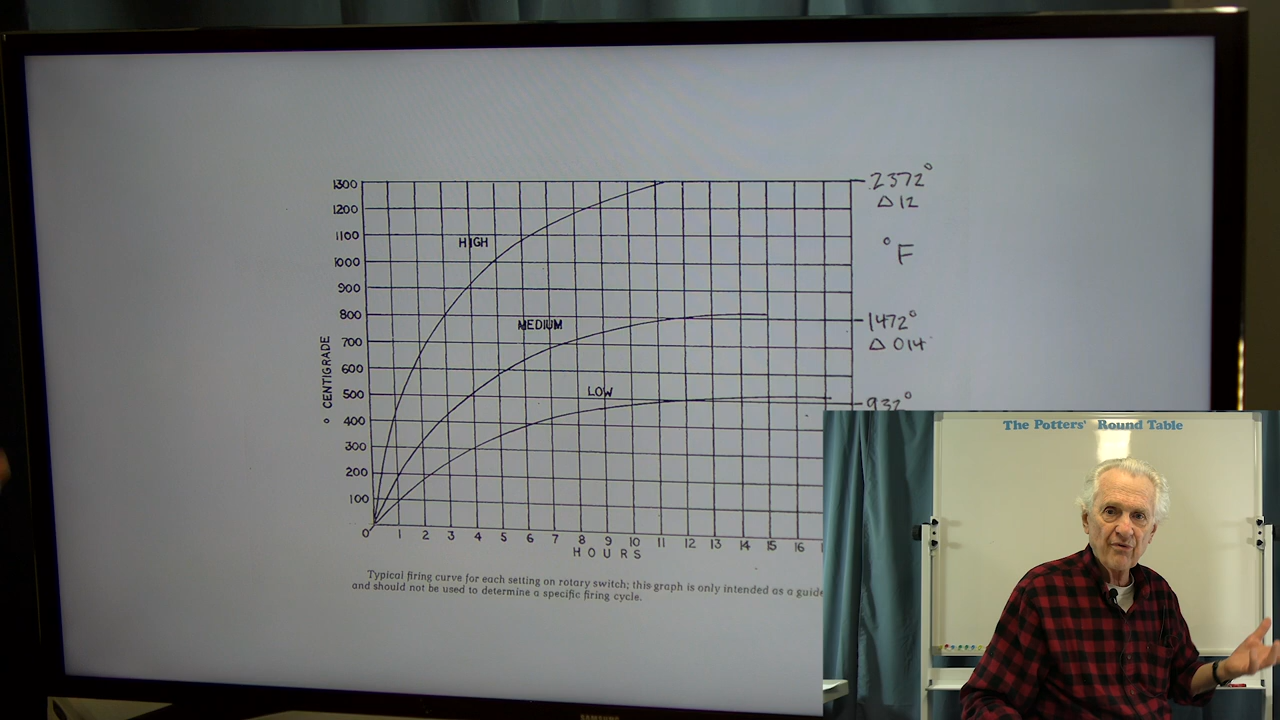 1300
1200
1100
1000
900
800
700
600
500
400
300
200
100
0
° CENTIGRADE
HIGH
MEDIUM
LOW
1 2 3 4 5 6 7 8 9 10 11 12 13 14 15 16
HOURS
2372°
△ 12
°F
1472°
△ 014
932°
Typical firing curve for each setting on rotary switch; this graph is only intended as a guide
and should not be used to determine a specific firing cycle.
The Potters' Round Table
SAMSUNG